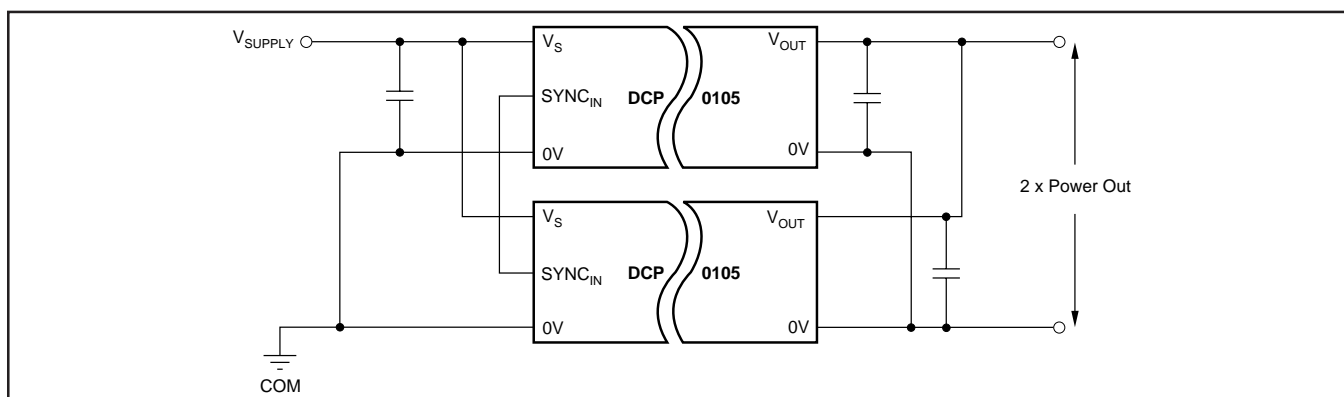 V_SUPPLY
V_S
V_OUT
SYNC_IN
DCP
0105
0V
0V
2 x Power Out
V_S
V_OUT
SYNC_IN
DCP
0105
0V
0V
COM